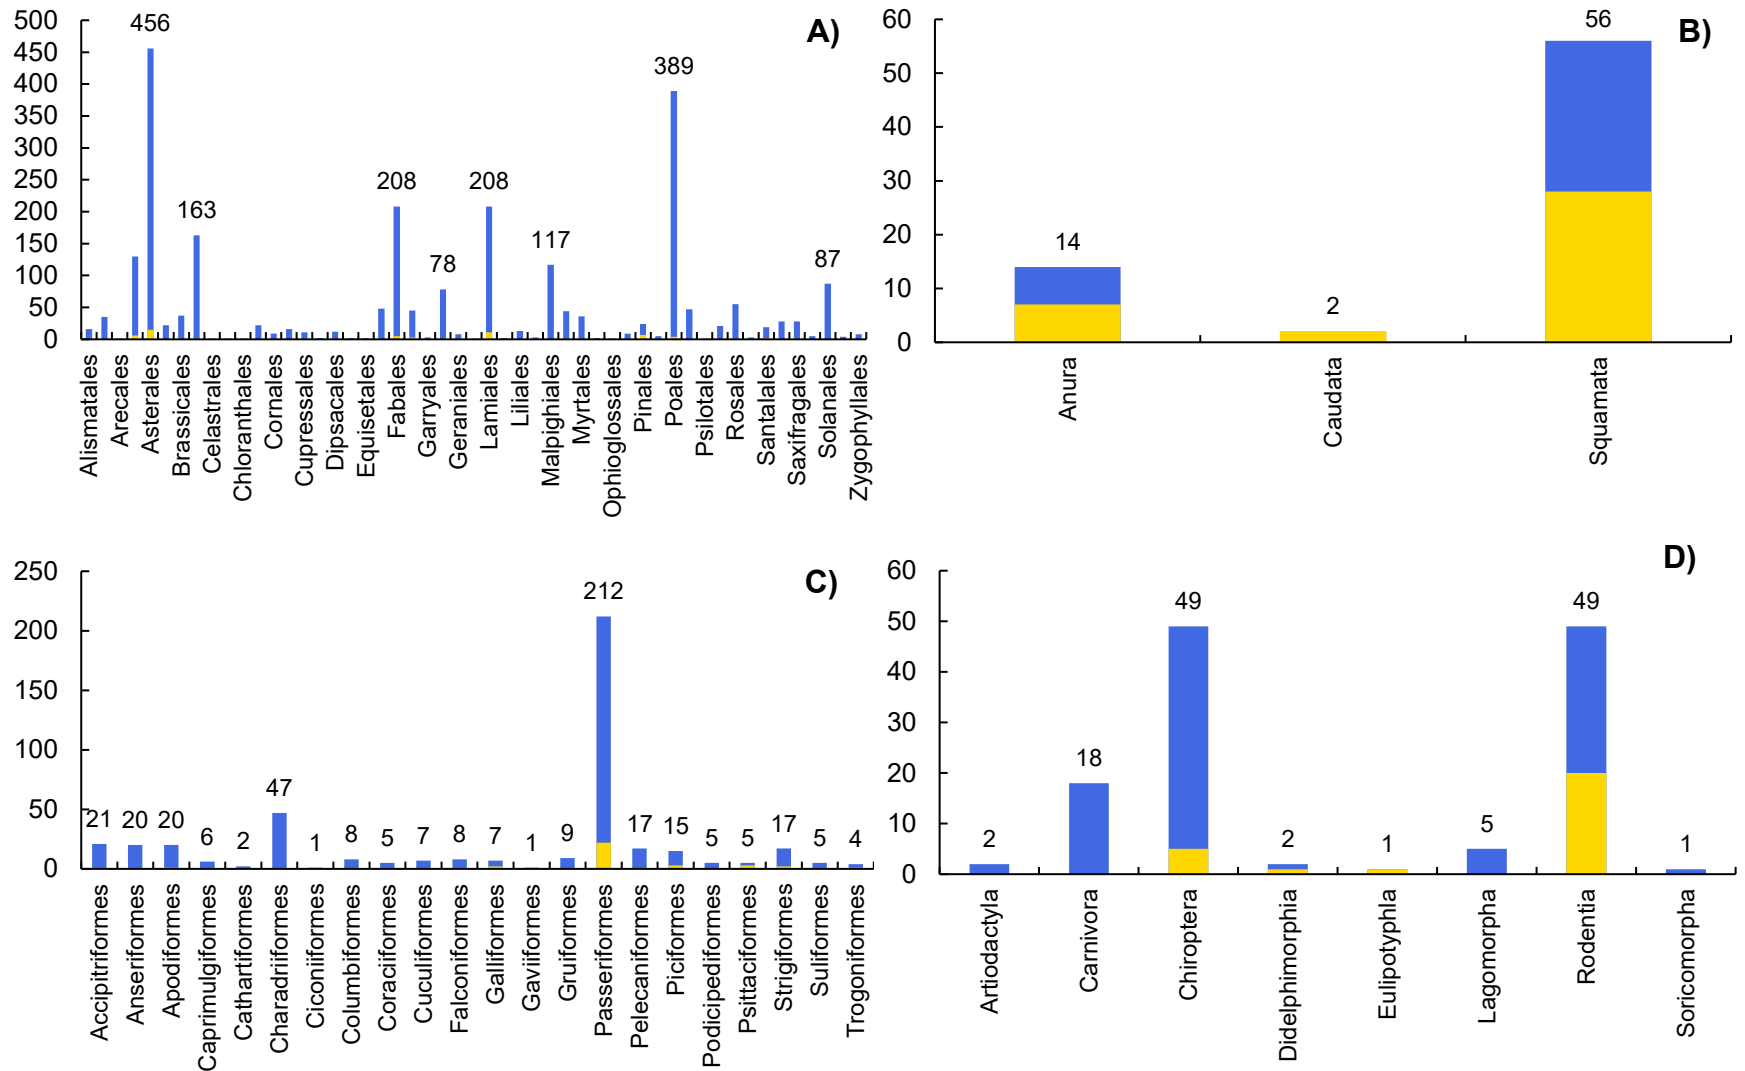 A)
500
450
400
350
300
250
200
150
100
50
0
456
163
208
78
208
117
389
87
Alismatales
Arecales
Asterales
Brassicales
Celastrales
Chloranthales
Cornales
Cupressales
Dipsacales
Equisetales
Fabales
Garryales
Geraniales
Lamiales
Liliales
Malpighiales
Myrtales
Ophioglossales
Pinales
Poales
Psilotales
Rosales
Santalales
Saxifragales
Solanales
Zygophyllales
B)
60
50
40
30
20
10
0
14
2
56
Anura
Caudata
Squamata
C)
250
200
150
100
50
0
21
20
20
6
2
47
1
8
5
7
8
7
1
9
212
17
15
5
5
17
5
4
Accipitriformes
Anseriformes
Apodiformes
Caprimulgiformes
Cathartiformes
Charadriiformes
Ciconiiformes
Columbiformes
Coraciiformes
Cuculiformes
Falconiformes
Galliformes
Gaviiformes
Gruiformes
Passeriformes
Pelecaniformes
Piciformes
Podicipediformes
Psittaciformes
Strigiformes
Suliformes
Trogoniformes
D)
60
50
40
30
20
10
0
2
18
49
2
1
5
49
1
Artiodactyla
Carnivora
Chiroptera
Didelphimorphia
Eulipotyphla
Lagomorpha
Rodentia
Soricomorpha